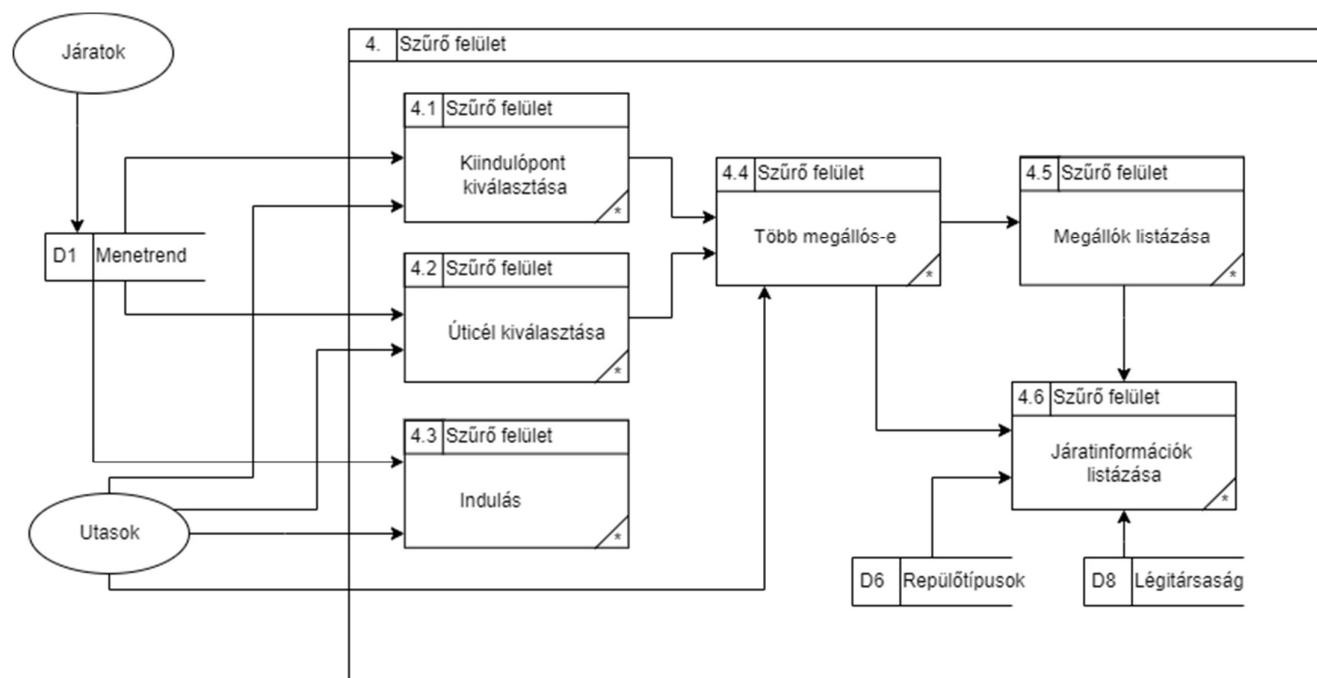 Járatok
4. Szűrő felület
4.1 Szűrő felület
Kiindulópont
kiválasztása
*
4.4 Szűrő felület
Több megállós-e
*
4.5 Szűrő felület
Megállók listázása
*
D1 Menetrend
4.2 Szűrő felület
Úticél kiválasztása
*
4.3 Szűrő felület
Indulás
*
4.6 Szűrő felület
Járatinformációk
listázása
*
Utasok
D6 Repülőtípusok
D8 Légitársaság